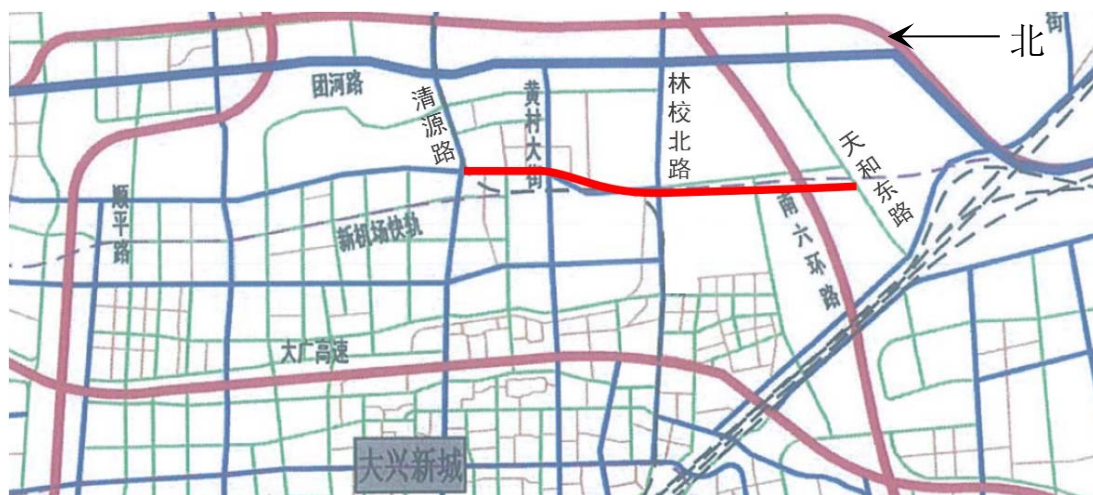 街
北
团河路
清源路
黄村大街
林校北路
天和东路
顺平路
新机场快轨
南六环路
大广高速
大兴新城